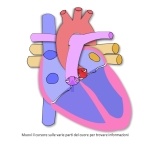 Muovi il cursore sulle varie parti del cuore per trovare informazioni